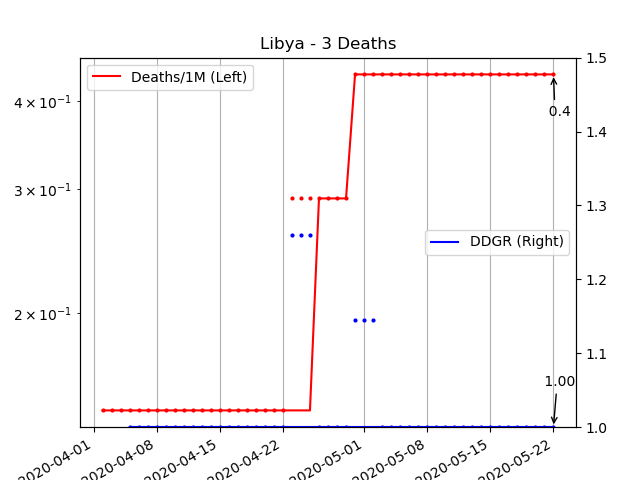 Libya - 3 Deaths
Deaths/1M (Left)
4 × 10⁻¹
3 × 10⁻¹
2 × 10⁻¹
1.5
1.4
1.3
1.2
1.1
1.0
0.4
DDGR (Right)
1.00
2020-04-01
2020-04-08
2020-04-15
2020-04-22
2020-05-01
2020-05-08
2020-05-15
2020-05-22